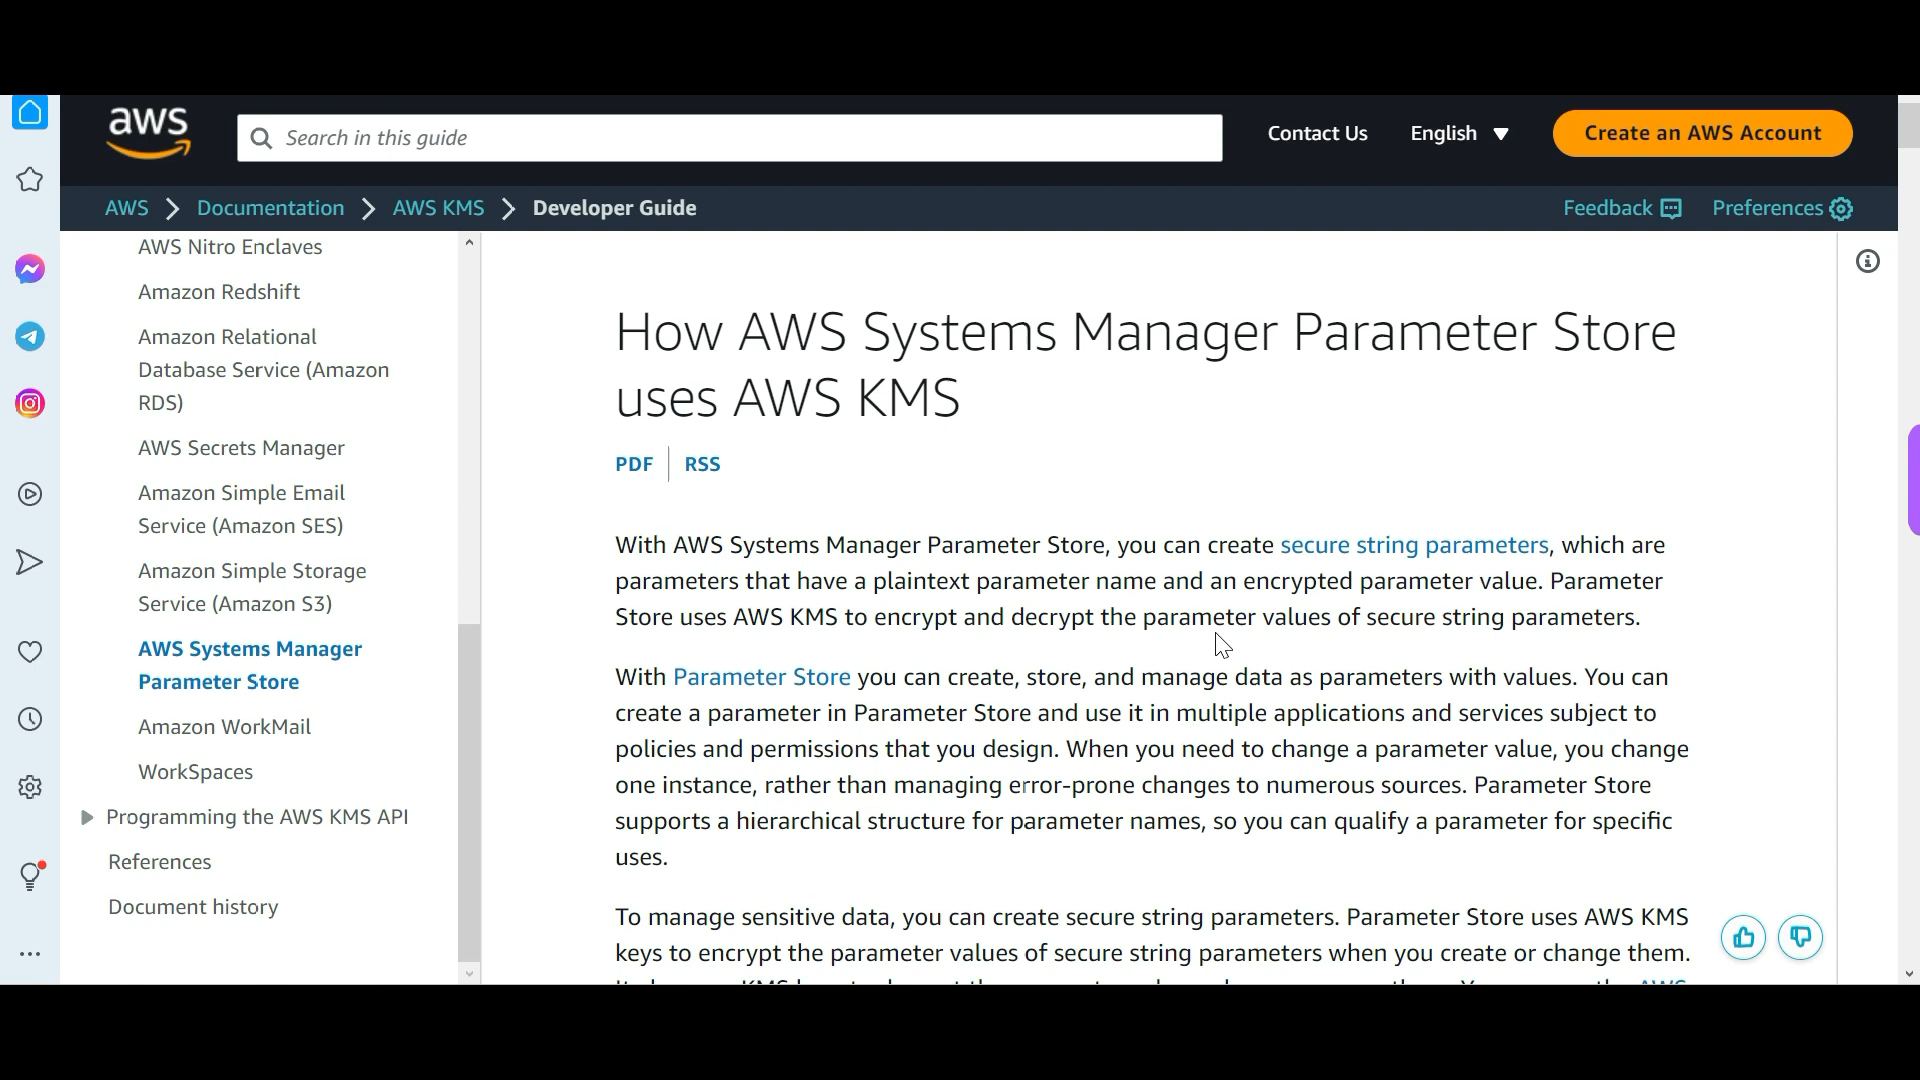 aws
Search in this guide
Contact Us
English
Create an AWS Account
AWS
Documentation
AWS KMS
Developer Guide
Feedback
Preferences
AWS Nitro Enclaves
Amazon Redshift
Amazon Relational
Database Service (Amazon
RDS)
AWS Secrets Manager
Amazon Simple Email
Service (Amazon SES)
Amazon Simple Storage
Service (Amazon S3)
AWS Systems Manager
Parameter Store
Amazon WorkMail
WorkSpaces
Programming the AWS KMS API
References
Document history
How AWS Systems Manager Parameter Store
uses AWS KMS
PDF
RSS
With AWS Systems Manager Parameter Store, you can create secure string parameters, which are
parameters that have a plaintext parameter name and an encrypted parameter value. Parameter
Store uses AWS KMS to encrypt and decrypt the parameter values of secure string parameters.
With Parameter Store you can create, store, and manage data as parameters with values. You can
create a parameter in Parameter Store and use it in multiple applications and services subject to
policies and permissions that you design. When you need to change a parameter value, you change
one instance, rather than managing error-prone changes to numerous sources. Parameter Store
supports a hierarchical structure for parameter names, so you can qualify a parameter for specific
uses.
To manage sensitive data, you can create secure string parameters. Parameter Store uses AWS KMS
keys to encrypt the parameter values of secure string parameters when you create or change them.